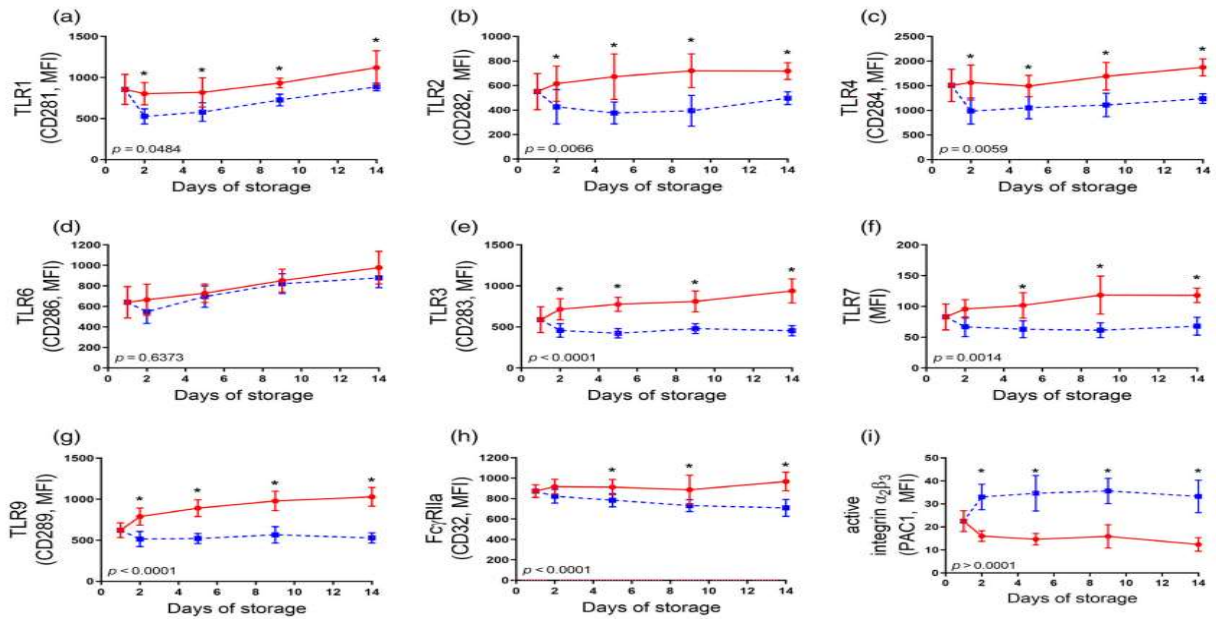 (a)
TLR1
(CD281, MFI)
1500
1000
500
0
*
*
*
*
p = 0.0484
0 2 4 6 8 10 12 14
Days of storage
(b)
TLR2
(CD282, MFI)
1000
800
600
400
200
0
*
*
*
*
p = 0.0066
0 2 4 6 8 10 12 14
Days of storage
(c)
TLR4
(CD284, MFI)
2500
2000
1500
1000
500
0
*
*
*
*
p = 0.0059
0 2 4 6 8 10 12 14
Days of storage
(d)
TLR6
(CD286, MFI)
1200
1000
800
600
400
200
0
p = 0.6373
0 2 4 6 8 10 12 14
Days of storage
(e)
TLR3
(CD283, MFI)
1500
1000
500
0
*
*
*
*
p < 0.0001
0 2 4 6 8 10 12 14
Days of storage
(f)
TLR7
(MFI)
200
150
100
50
0
*
*
*
p = 0.0014
0 2 4 6 8 10 12 14
Days of storage
(g)
TLR9
(CD289, MFI)
1500
1000
500
0
*
*
*
*
p < 0.0001
0 2 4 6 8 10 12 14
Days of storage
(h)
FcγRIIa
(CD32, MFI)
1200
1000
800
600
400
200
0
*
*
*
p < 0.0001
0 2 4 6 8 10 12 14
Days of storage
(i)
active
integrin α₂β₃
(PAC1, MFI)
50
40
30
20
10
0
*
*
*
*
p > 0.0001
0 2 4 6 8 10 12 14
Days of storage